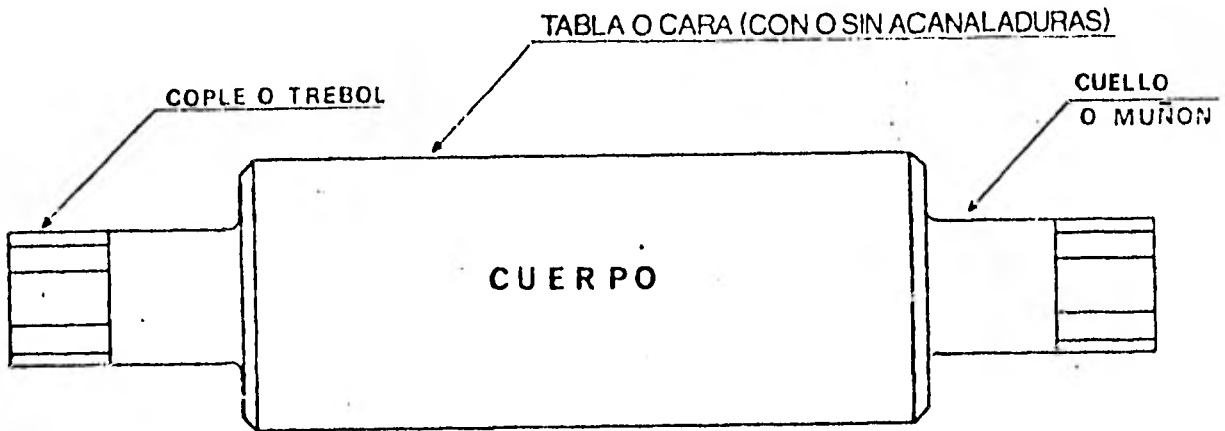 TABLA O CARA (CON O SIN ACANALADURAS)
COPLE O TREBOL
CUELLO
O MUÑON
CUERPO